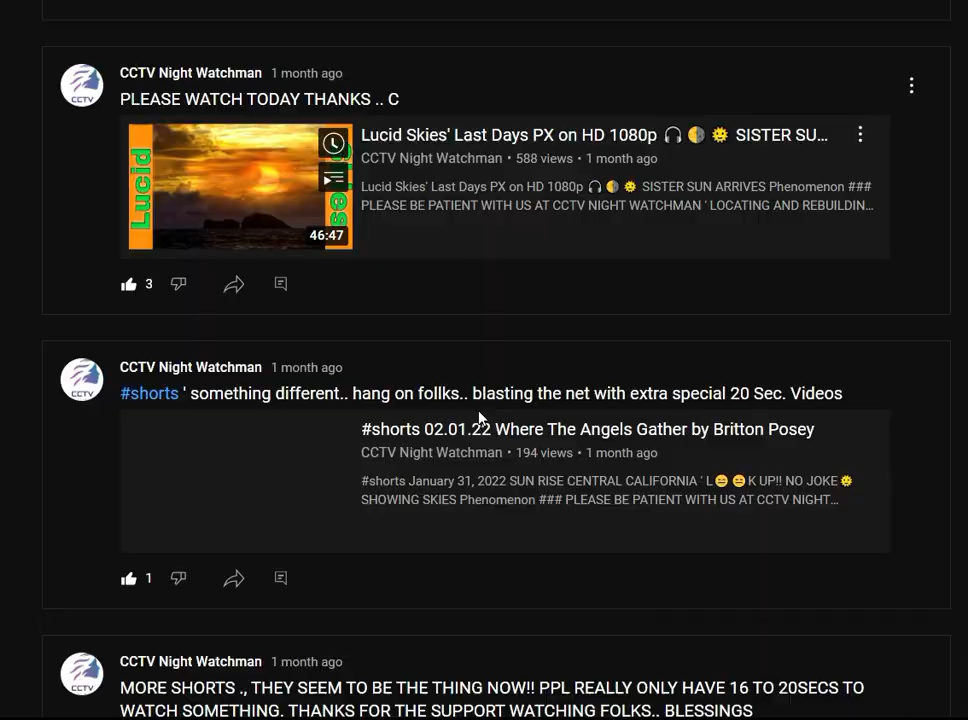 CCTV Night Watchman 1 month ago
PLEASE WATCH TODAY THANKS .. C
Lucid
46:47
Lucid Skies' Last Days PX on HD 1080p 🎧 🌗 🌞 SISTER SU...
CCTV Night Watchman • 588 views • 1 month ago
Lucid Skies' Last Days PX on HD 1080p 🎧 🌗 🌞 SISTER SUN ARRIVES Phenomenon ###
PLEASE BE PATIENT WITH US AT CCTV NIGHT WATCHMAN ' LOCATING AND REBUILDIN...
3
CCTV
CCTV Night Watchman 1 month ago
#shorts ' something different.. hang on follks.. blasting the net with extra special 20 Sec. Videos
#shorts 02.01.22 Where The Angels Gather by Britton Posey
CCTV Night Watchman • 194 views • 1 month ago
#shorts January 31, 2022 SUN RISE CENTRAL CALIFORNIA ' L😑 😑K UP!! NO JOKE🌞
SHOWING SKIES Phenomenon ### PLEASE BE PATIENT WITH US AT CCTV NIGHT...
1
CCTV
CCTV Night Watchman 1 month ago
MORE SHORTS ., THEY SEEM TO BE THE THING NOW!! PPL REALLY ONLY HAVE 16 TO 20SECS TO
WATCH SOMETHING. THANKS FOR THE SUPPORT WATCHING FOLKS.. BLESSINGS
CCTV